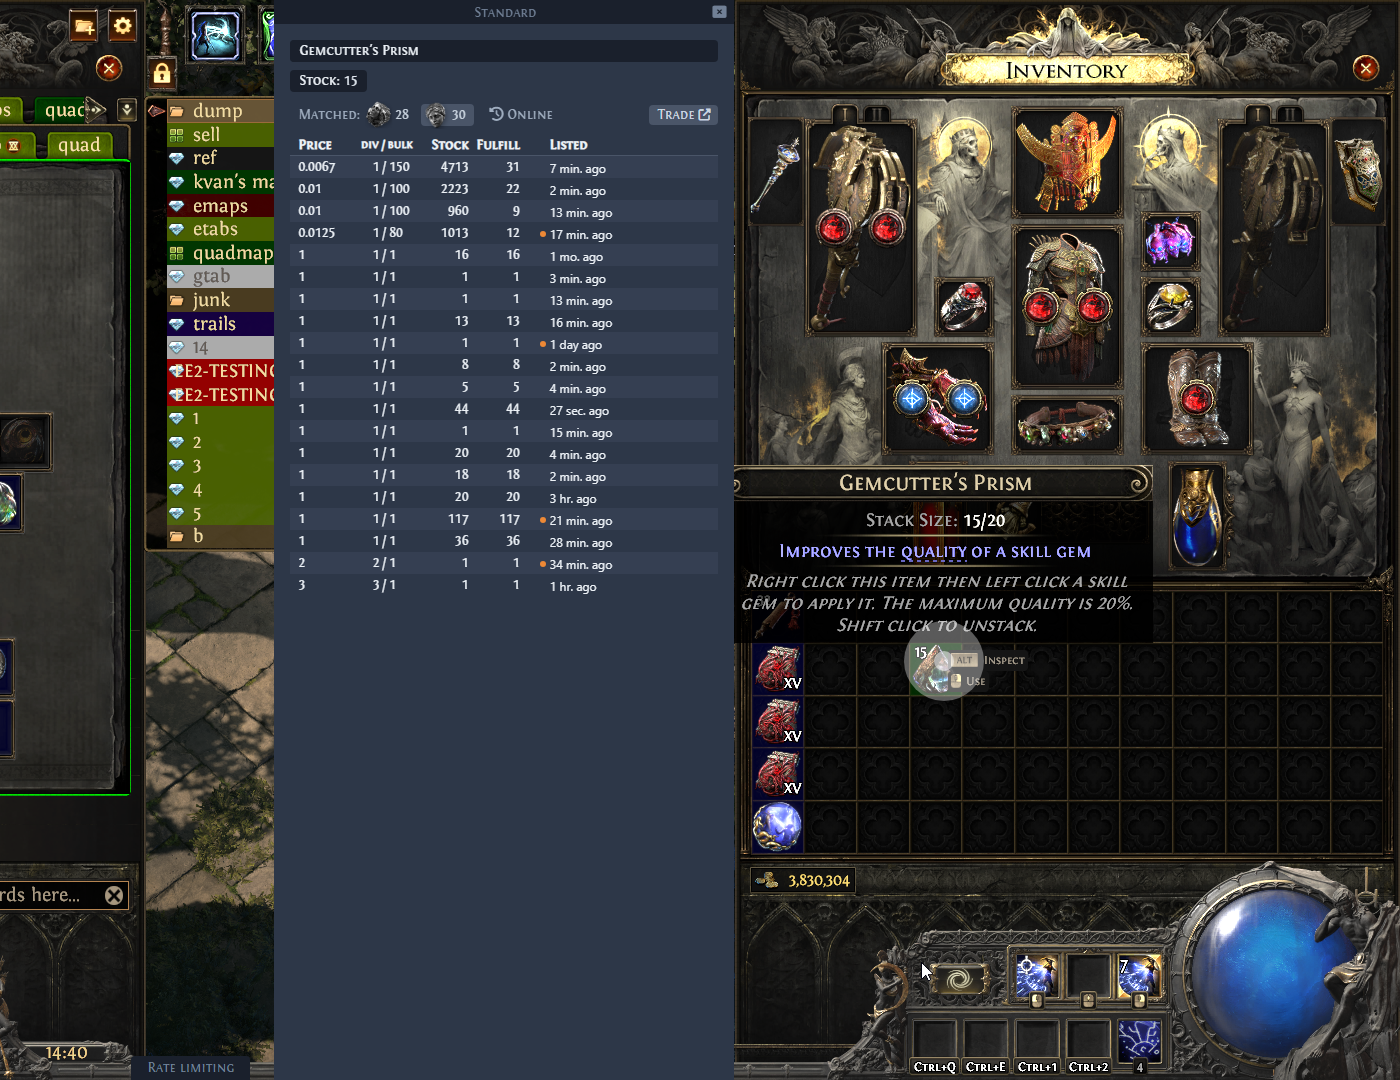 os
quad
quad
dump
sell
ref
kvan's ma
emaps
etabs
quadmap
gtab
junk
trails
14
E2-TESTING
E2-TESTING
1
2
3
4
5
b
rds here...
14:40
Rate limiting
Standard
Gemcutter's Prism
Stock: 15
Matched: 28 30 Online Trade
Price div / bulk Stock Fulfill Listed
0.0067 1 / 150 4713 31 7 min. ago
0.01 1 / 100 2223 22 2 min. ago
0.01 1 / 100 960 9 13 min. ago
0.0125 1 / 80 1013 12 17 min. ago
1 1 / 1 16 16 1 mo. ago
1 1 / 1 1 1 3 min. ago
1 1 / 1 1 1 13 min. ago
1 1 / 1 13 13 16 min. ago
1 1 / 1 1 1 1 day ago
1 1 / 1 8 8 2 min. ago
1 1 / 1 5 5 4 min. ago
1 1 / 1 44 44 27 sec. ago
1 1 / 1 1 1 15 min. ago
1 1 / 1 20 20 4 min. ago
1 1 / 1 18 18 2 min. ago
1 1 / 1 20 20 3 hr. ago
1 1 / 1 117 117 21 min. ago
1 1 / 1 36 36 28 min. ago
2 2 / 1 1 1 34 min. ago
3 3 / 1 1 1 1 hr. ago
Inventory
I
I
Gemcutter's Prism
Stack Size: 15/20
Improves the quality of a skill gem
Right click this item then left click a skill
gem to apply it. The maximum quality is 20%.
Shift click to unstack.
15 ALT Inspect
Use
XV
XV
XV
3,830,304
7
Ctrl+Q Ctrl+E Ctrl+1 Ctrl+2 4